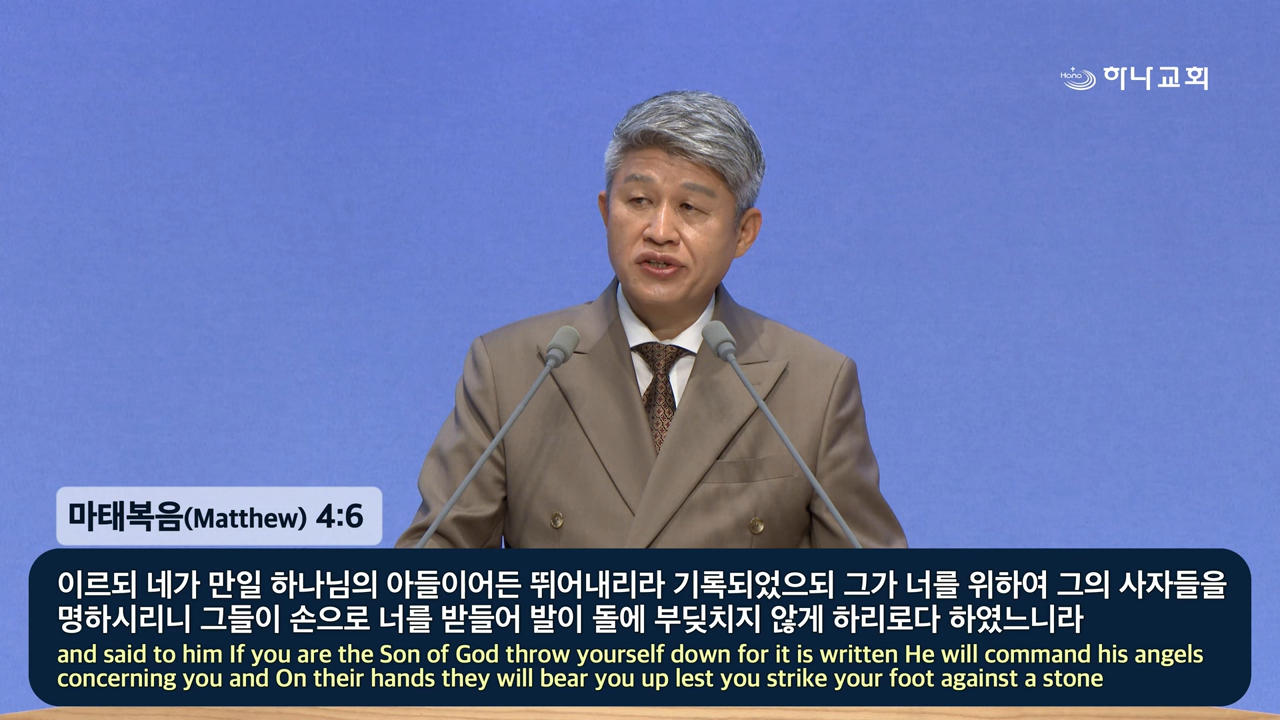 Hana 하나교회
마태복음(Matthew) 4:6
이르되 네가 만일 하나님의 아들이어든 뛰어내리라 기록되었으되 그가 너를 위하여 그의 사자들을
명하시리니 그들이 손으로 너를 받들어 발이 돌에 부딪치지 않게 하리로다 하였느니라
and said to him If you are the Son of God throw yourself down for it is written He will command his angels
concerning you and On their hands they will bear you up lest you strike your foot against a stone